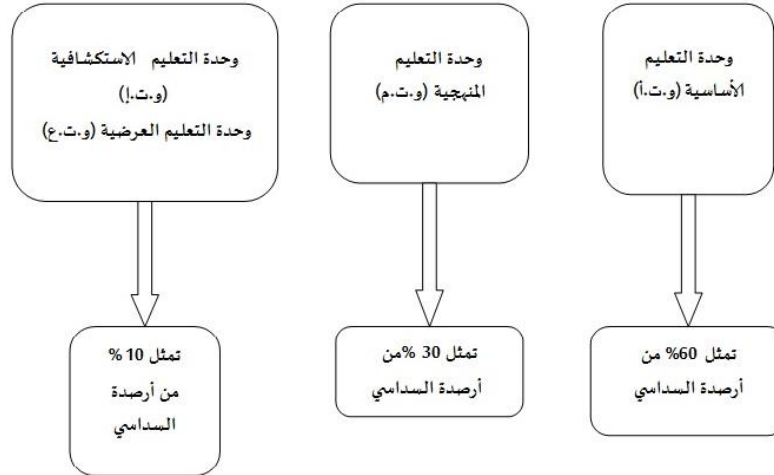 وحدة التعليم
الأساسية (و.ت.أ)
وحدة التعليم
المنهجية (و.ت.م)
وحدة التعليم الاستكشافية
(و.ت.إ)
وحدة التعليم العرضية (و.ت.ع)
تمثل 60% من
أرصدة السداسي
تمثل 30 %من
أرصدة السداسي
تمثل 10 %
من أرصدة
السداسي